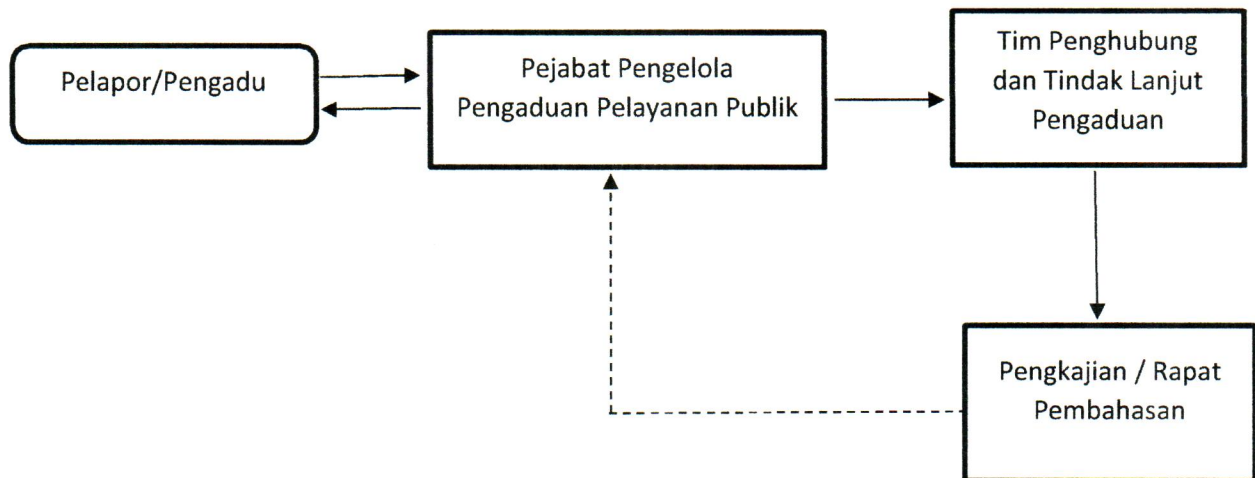 Pelapor/Pengadu
Pejabat Pengelola
Pengaduan Pelayanan Publik
Tim Penghubung
dan Tindak Lanjut
Pengaduan
Pengkajian / Rapat
Pembahasan